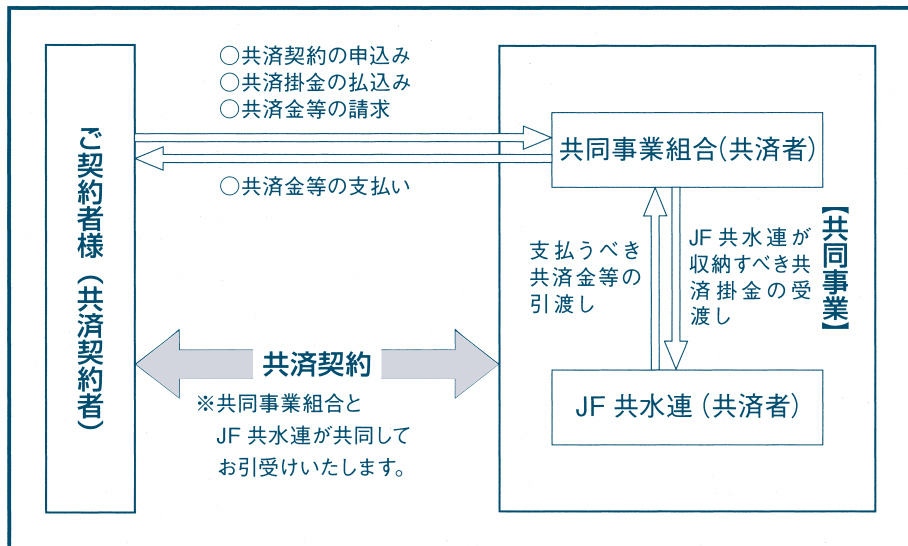 ○共済契約の申込み
○共済掛金の払込み
○共済金等の請求
ご契約者様（共済契約者）
共同事業組合（共済者）
○共済金等の支払い
支払うべき
共済金等の
引渡し
JF 共水連が
収納すべき共
済掛金の受
渡し
【共同事業】
共済契約
※共同事業組合と
JF 共水連が共同して
お引受けいたします。
JF 共水連（共済者）